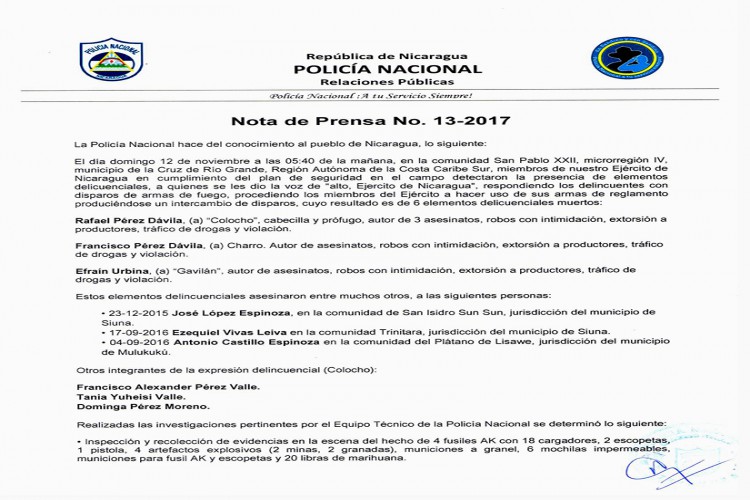 POLICIA NACIONAL
República de Nicaragua
POLICÍA NACIONAL
Relaciones Públicas
Policía Nacional ¡A tu Servicio Siempre!
Nota de Prensa No. 13-2017
La Policía Nacional hace del conocimiento al pueblo de Nicaragua, lo siguiente:
El día domingo 12 de noviembre a las 05:40 de la mañana, en la comunidad San Pablo XXII, microrregión IV,
municipio de la Cruz de Río Grande, Región Autónoma de la Costa Caribe Sur, miembros de nuestro Ejército de
Nicaragua en cumplimiento del plan de seguridad en el campo detectaron la presencia de elementos
delicuenciales, a quienes se les dio la voz de "alto, Ejercito de Nicaragua", respondiendo los delincuentes con
disparos de armas de fuego, procediendo los miembros del Ejército a hacer uso de sus armas de reglamento
produciéndose un intercambio de disparos, cuyo resultado es de 6 elementos delicuenciales muertos:
Rafael Pérez Dávila, (a) “Colocho”, cabecilla y prófugo, autor de 3 asesinatos, robos con intimidación, extorsión a
productores, tráfico de drogas y violación.
Francisco Pérez Dávila, (a) Charro. Autor de asesinatos, robos con intimidación, extorsión a productores, tráfico
de drogas y violación.
Efraín Urbina, (a) “Gavilán”, autor de asesinatos, robos con intimidación, extorsión a productores, tráfico de
drogas y violación.
Estos elementos delincuenciales asesinaron entre muchos otros, a las siguientes personas:
• 23-12-2015 José López Espinoza, en la comunidad de San Isidro Sun Sun, jurisdicción del municipio de
Siuna.
• 17-09-2016 Ezequiel Vivas Leiva en la comunidad Trinitara, jurisdicción del municipio de Siuna.
• 04-09-2016 Antonio Castillo Espinoza en la comunidad del Plátano de Lisawe, jurisdicción del municipio
de Mulukukú.
Otros integrantes de la expresión delincuencial (Colocho):
Francisco Alexander Pérez Valle.
Tania Yuheisi Valle.
Dominga Pérez Moreno.
Realizadas las investigaciones pertinentes por el Equipo Técnico de la Policía Nacional se determinó lo siguiente:
• Inspección y recolección de evidencias en la escena del hecho de 4 fusiles AK con 18 cargadores, 2 escopetas,
1 pistola, 4 artefactos explosivos (2 minas, 2 granadas), municiones a granel, 6 mochilas impermeables,
municiones para fusil AK y escopetas y 20 libras de marihuana.